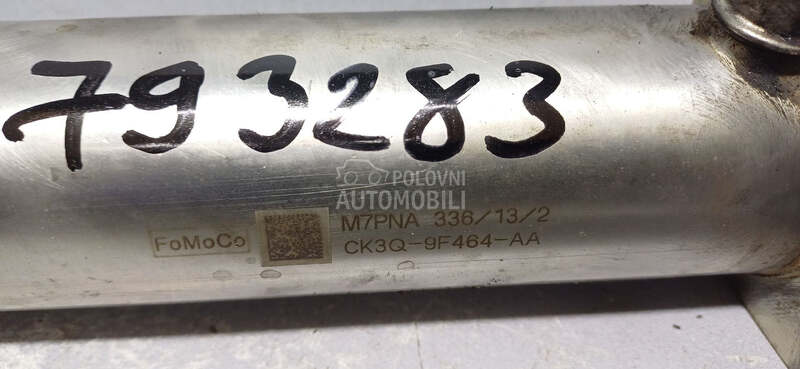 793283
POLOVNI
AUTOMOBILI
FoMoCo
M7PNA 336/13/2
CK3Q-9F464-AA